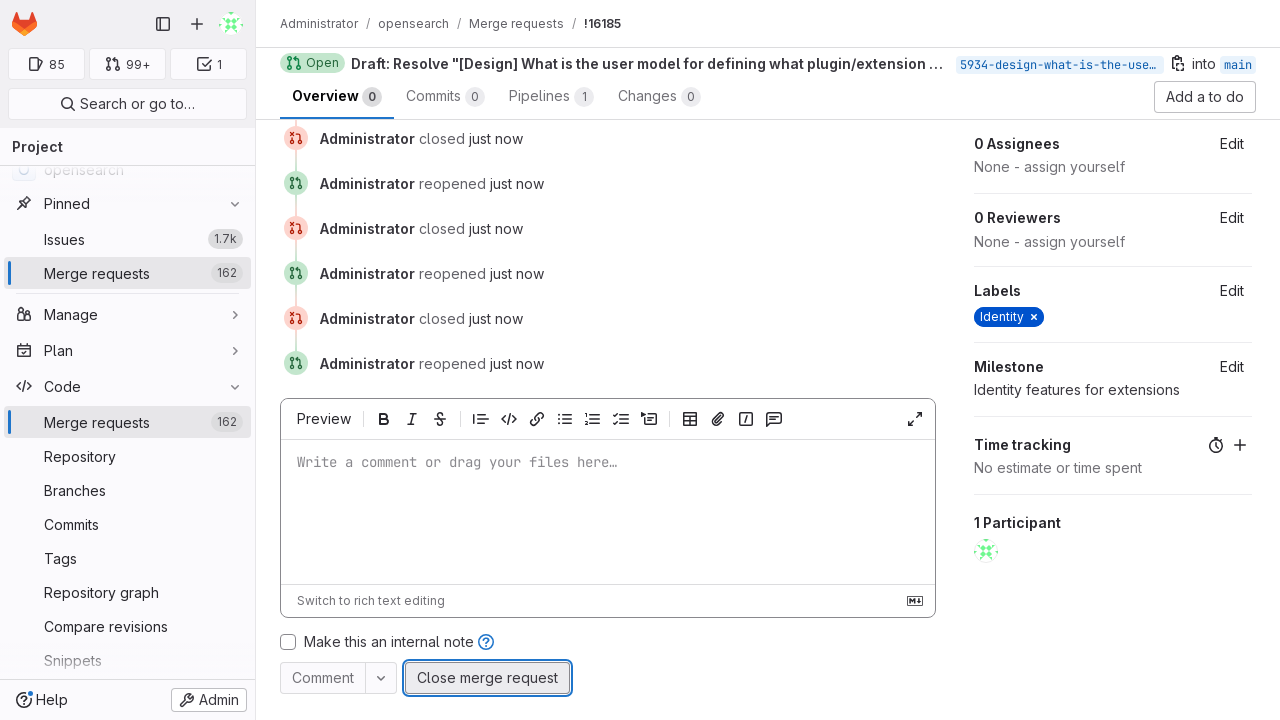 Administrator / opensearch / Merge requests / !16185
85 99+ 1
Search or go to…
Project
opensearch
Pinned
Issues 1.7k
Merge requests 162
Manage
Plan
Code
Merge requests 162
Repository
Branches
Commits
Tags
Repository graph
Compare revisions
Snippets
Help
Admin
Open Draft: Resolve "[Design] What is the user model for defining what plugin/extension … 5934-design-what-is-the-use… into main
Overview 0 Commits 0 Pipelines 1 Changes 0
Add a to do
Administrator closed just now
Administrator reopened just now
Administrator closed just now
Administrator reopened just now
Administrator closed just now
Administrator reopened just now
Preview
Write a comment or drag your files here…
Switch to rich text editing
Make this an internal note
Comment
Close merge request
0 Assignees Edit
None - assign yourself
0 Reviewers Edit
None - assign yourself
Labels Edit
Identity ×
Milestone Edit
Identity features for extensions
Time tracking
No estimate or time spent
1 Participant